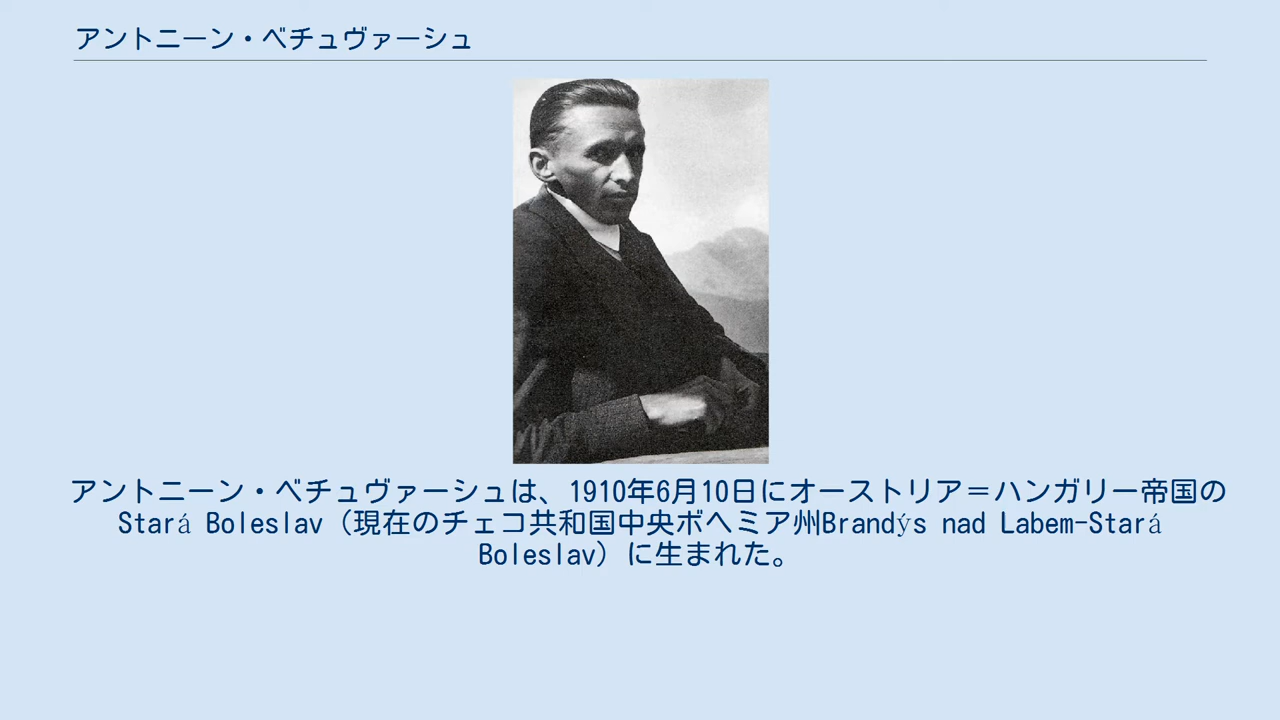 アントニーン・ベチュヴァーシュ
アントニーン・ベチュヴァーシュは、1910年6月10日にオーストリア＝ハンガリー帝国の
Stará Boleslav（現在のチェコ共和国中央ボヘミア州Brandýs nad Labem-Stará
Boleslav）に生まれた。